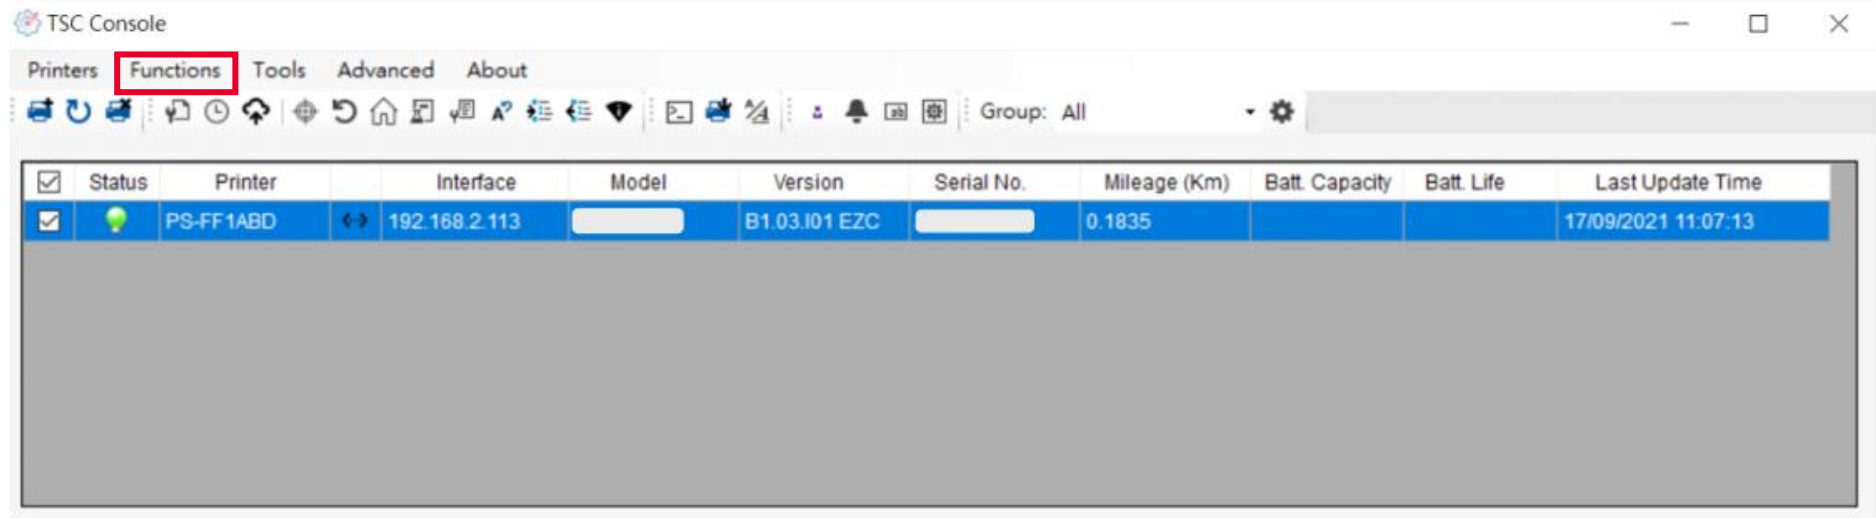 TSC Console
Printers Functions Tools Advanced About
Group: All
Status Printer Interface Model Version Serial No. Mileage (Km) Batt. Capacity Batt. Life Last Update Time
PS-FF1ABD 192.168.2.113 B1.03.I01 EZC 0.1835 17/09/2021 11:07:13